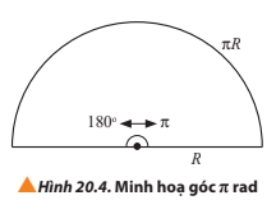 πR
180° ◄─► π
R
▲Hình 20.4. Minh hoạ góc π rad